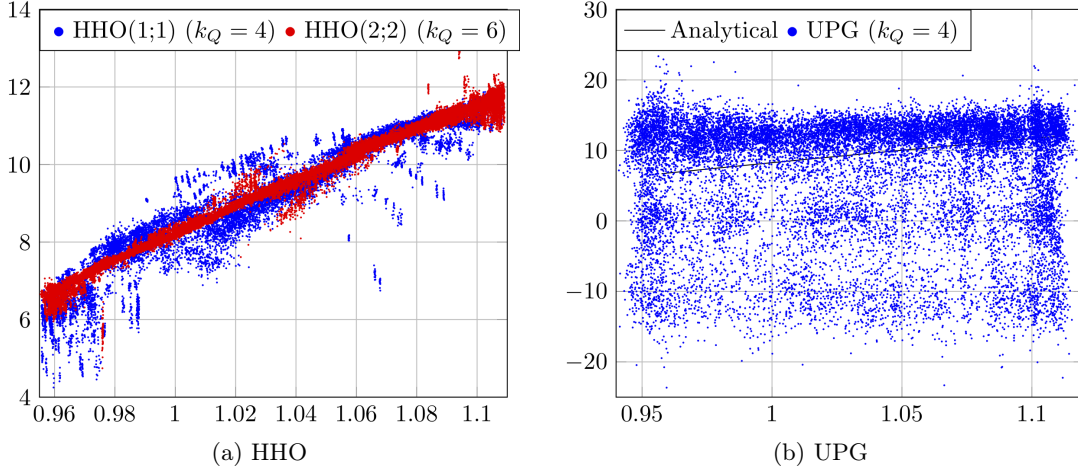 HHO(1;1) (k_Q = 4) HHO(2;2) (k_Q = 6)
14
12
10
8
6
4
0.96 0.98 1 1.02 1.04 1.06 1.08 1.1
(a) HHO
Analytical UPG (k_Q = 4)
30
20
10
0
−10
−20
0.95 1 1.05 1.1
(b) UPG